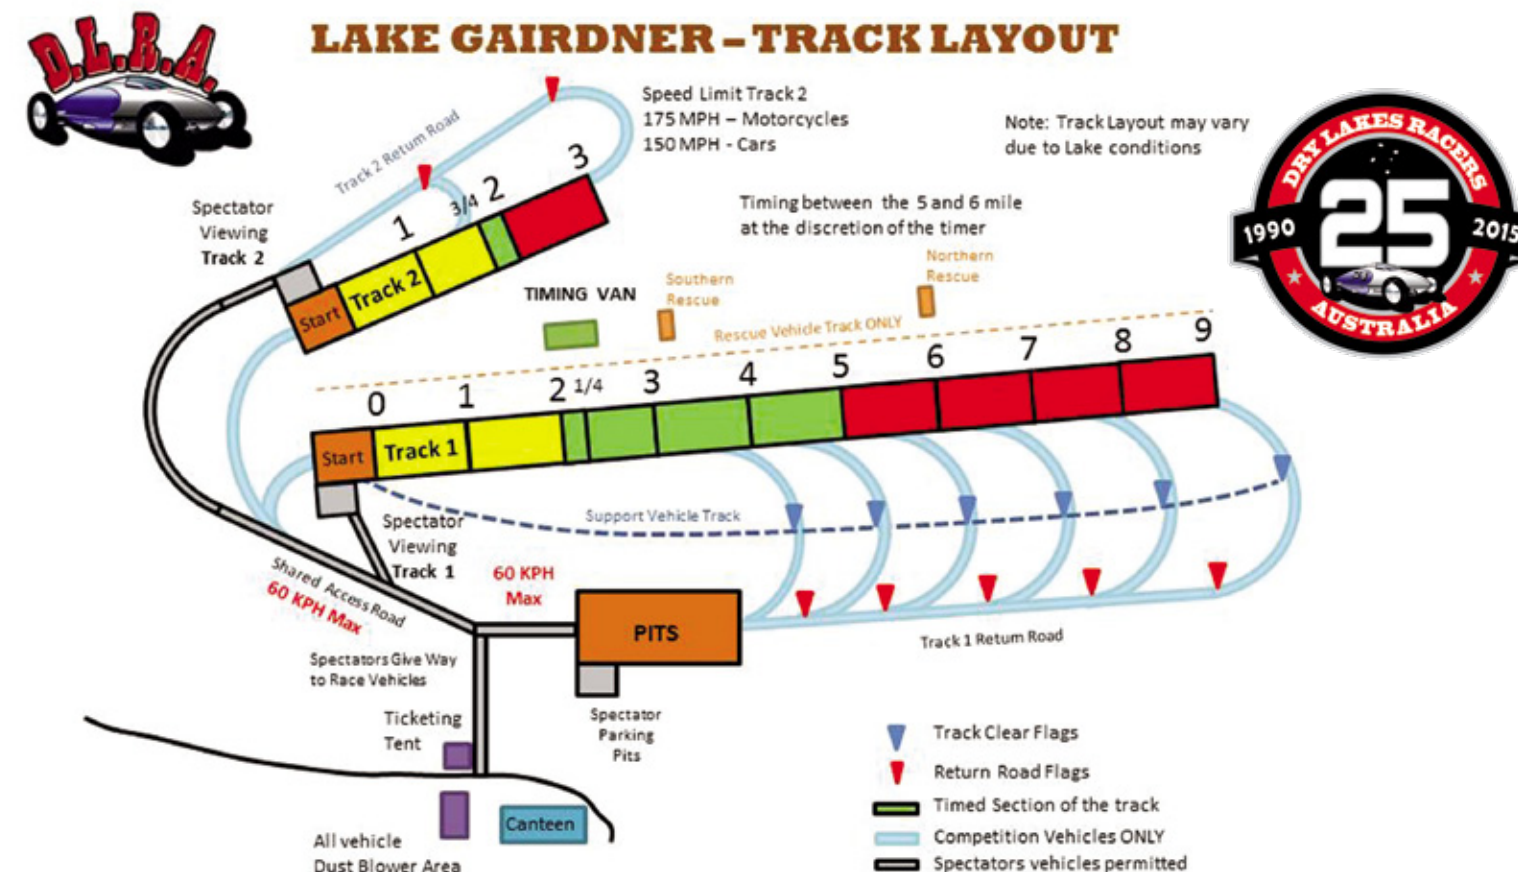 D.L.R.A.
LAKE GAIRDNER – TRACK LAYOUT
Speed Limit Track 2
175 MPH – Motorcycles
150 MPH - Cars
Note: Track Layout may vary
due to Lake conditions
DRY LAKES RACERS
25
1990
2015
AUSTRALIA
Track 2 Return Road
Spectator
Viewing
Track 2
1
3/4
2
3
Start
Track 2
Timing between the 5 and 6 mile
at the discretion of the timer
TIMING VAN
Southern
Rescue
Northern
Rescue
Rescue Vehicle Track ONLY
0
1
2
1/4
3
4
5
6
7
8
9
Start
Track 1
Support Vehicle Track
Spectator
Viewing
Track 1
Shared Access Road
60 KPH Max
60 KPH
Max
PITS
Track 1 Return Road
Spectators Give Way
to Race Vehicles
Ticketing
Tent
Spectator
Parking
Pits
Canteen
All vehicle
Dust Blower Area
Track Clear Flags
Return Road Flags
Timed Section of the track
Competition Vehicles ONLY
Spectators vehicles permitted